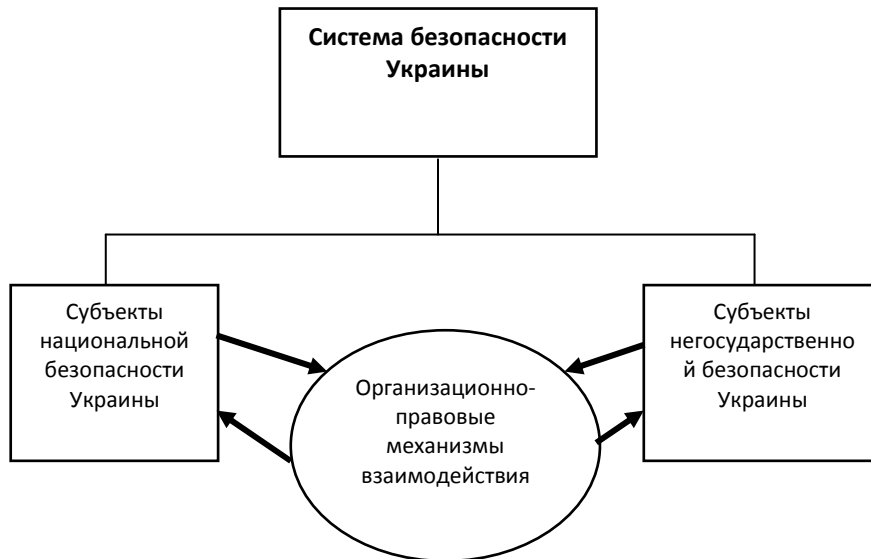 Система безопасности
Украины
Субъекты
национальной
безопасности
Украины
Организационно-
правовые
механизмы
взаимодействия
Субъекты
негосударственно
й безопасности
Украины